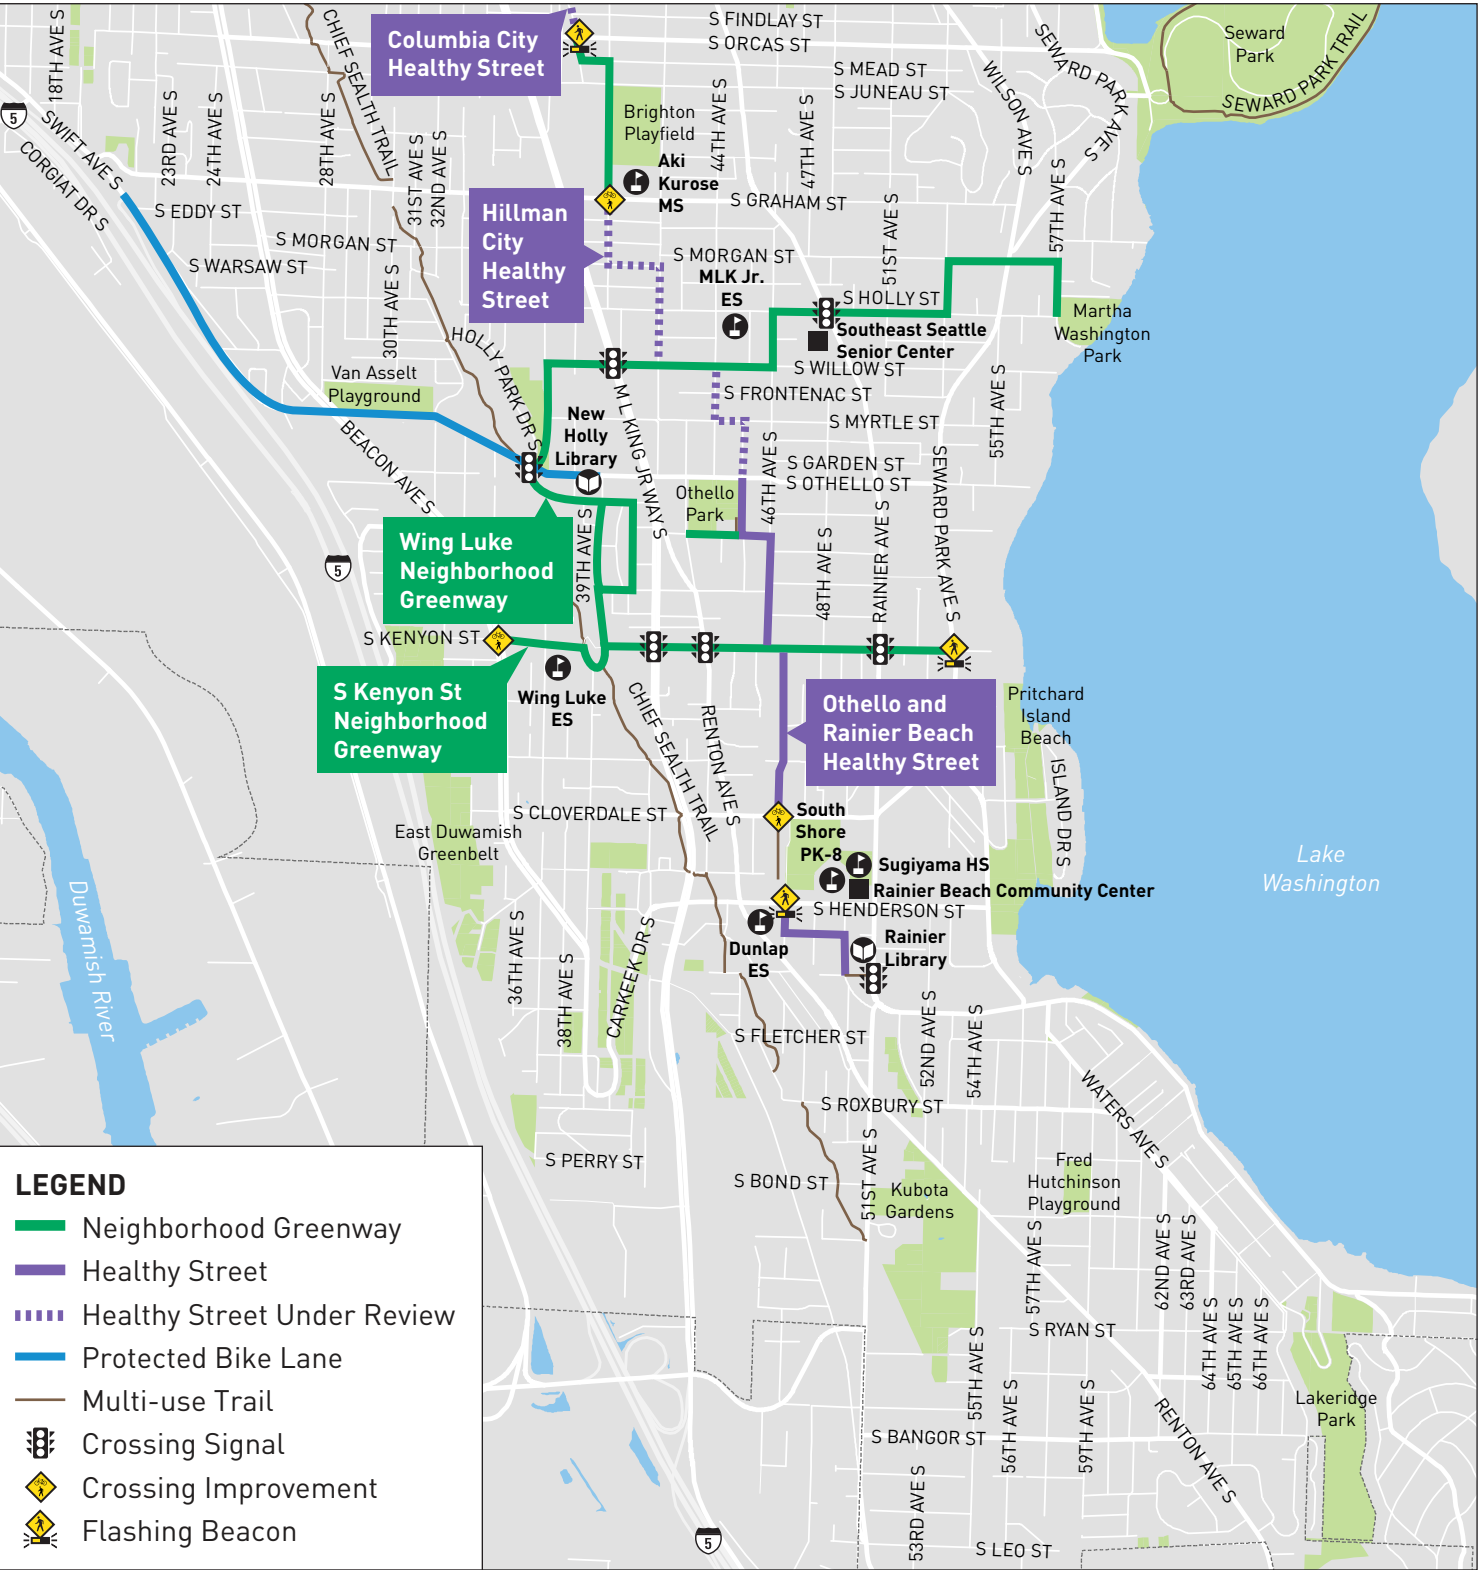 S FINDLAY ST
S ORCAS ST
S MEAD ST
S JUNEAU ST
18TH AVE S
CHIEF SEALTH TRAIL
Columbia City
Healthy Street
Seward
Park
SEWARD PARK TRAIL
SEWARD PARK AVE S
WILSON AVE S
5
SWIFT AVE S
CORGIAT DR S
23RD AVE S
24TH AVE S
28TH AVE S
31ST AVE S
32ND AVE S
Brighton
Playfield
44TH AVE S
47TH AVE S
Aki
Kurose
MS
S GRAHAM ST
57TH AVE S
51ST AVE S
S EDDY ST
S MORGAN ST
S WARSAW ST
30TH AVE S
Hillman
City
Healthy
Street
S MORGAN ST
MLK Jr.
ES
S HOLLY ST
Southeast Seattle
Senior Center
Martha
Washington
Park
S WILLOW ST
S FRONTENAC ST
S MYRTLE ST
HOLLY PARK DR S
Van Asselt
Playground
New
Holly
Library
M L KING JR WAY S
BEACON AVE S
55TH AVE S
46TH AVE S
S GARDEN ST
S OTHELLO ST
SEWARD PARK AVE S
Othello
Park
39TH AVE S
48TH AVE S
RAINIER AVE S
Wing Luke
Neighborhood
Greenway
5
S KENYON ST
S Kenyon St
Neighborhood
Greenway
Wing Luke
ES
CHIEF SEALTH TRAIL
RENTON AVE S
Othello and
Rainier Beach
Healthy Street
Pritchard
Island
Beach
ISLAND DR S
S CLOVERDALE ST
East Duwamish
Greenbelt
South
Shore
PK-8
Sugiyama HS
Rainier Beach Community Center
S HENDERSON ST
Lake
Washington
Duwamish River
36TH AVE S
38TH AVE S
CARKEEK DR S
Dunlap
ES
Rainier
Library
S FLETCHER ST
52ND AVE S
54TH AVE S
S ROXBURY ST
WATERS AVE S
S PERRY ST
S BOND ST
51ST AVE S
Kubota
Gardens
Fred
Hutchinson
Playground
57TH AVE S
62ND AVE S
63RD AVE S
64TH AVE S
65TH AVE S
66TH AVE S
S RYAN ST
55TH AVE S
56TH AVE S
59TH AVE S
RENTON AVE S
Lakeridge
Park
S BANGOR ST
53RD AVE S
S LEO ST
5
LEGEND
Neighborhood Greenway
Healthy Street
Healthy Street Under Review
Protected Bike Lane
Multi-use Trail
Crossing Signal
Crossing Improvement
Flashing Beacon